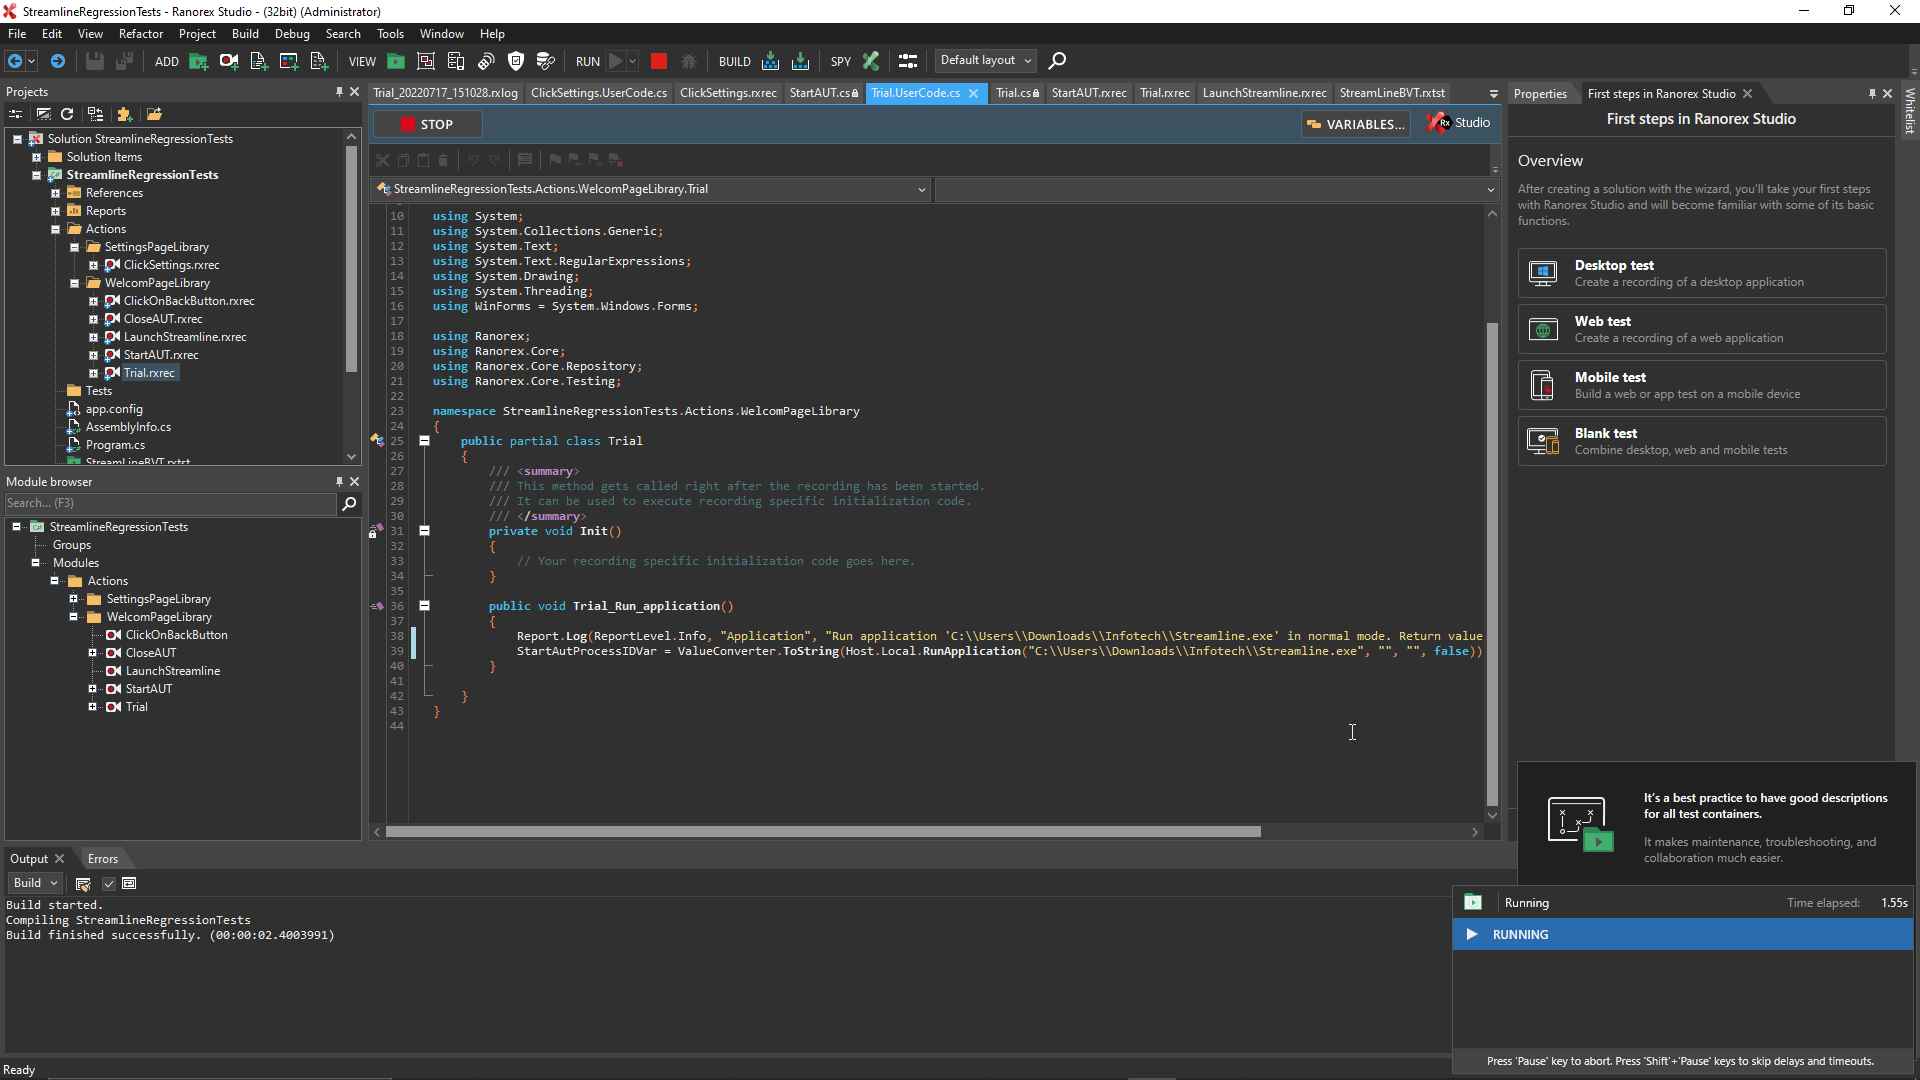 StreamlineRegressionTests - Ranorex Studio - (32bit) (Administrator)
File Edit View Refactor Project Build Debug Search Tools Window Help
ADD VIEW RUN BUILD SPY Default layout
Projects
Solution StreamlineRegressionTests
Solution Items
StreamlineRegressionTests
References
Reports
Actions
SettingsPageLibrary
ClickSettings.rxrec
WelcomPageLibrary
ClickOnBackButton.rxrec
CloseAUT.rxrec
LaunchStreamline.rxrec
StartAUT.rxrec
Trial.rxrec
Tests
app.config
AssemblyInfo.cs
Program.cs
StreamLineBVT.rxtst
Module browser
Search... (F3)
StreamlineRegressionTests
Groups
Modules
Actions
SettingsPageLibrary
WelcomPageLibrary
ClickOnBackButton
CloseAUT
LaunchStreamline
StartAUT
Trial
Trial_20220717_151028.rxlog ClickSettings.UserCode.cs ClickSettings.rxrec StartAUT.cs Trial.UserCode.cs Trial.cs StartAUT.rxrec Trial.rxrec LaunchStreamline.rxrec StreamLineBVT.rxtst
STOP VARIABLES... Rx Studio
StreamlineRegressionTests.Actions.WelcomPageLibrary.Trial
10 using System;
11 using System.Collections.Generic;
12 using System.Text;
13 using System.Text.RegularExpressions;
14 using System.Drawing;
15 using System.Threading;
16 using WinForms = System.Windows.Forms;
17
18 using Ranorex;
19 using Ranorex.Core;
20 using Ranorex.Core.Repository;
21 using Ranorex.Core.Testing;
22
23 namespace StreamlineRegressionTests.Actions.WelcomPageLibrary
24 {
25 public partial class Trial
26 {
27 /// <summary>
28 /// This method gets called right after the recording has been started.
29 /// It can be used to execute recording specific initialization code.
30 /// </summary>
31 private void Init()
32 {
33 // Your recording specific initialization code goes here.
34 }
35
36 public void Trial_Run_application()
37 {
38 Report.Log(ReportLevel.Info, "Application", "Run application 'C:\\Users\\Downloads\\Infotech\\Streamline.exe' in normal mode. Return value
39 StartAutProcessIDVar = ValueConverter.ToString(Host.Local.RunApplication("C:\\Users\\Downloads\\Infotech\\Streamline.exe", "", "", false))
40 }
41
42 }
43 }
44
Properties First steps in Ranorex Studio
Whitelist
First steps in Ranorex Studio
Overview
After creating a solution with the wizard, you'll take your first steps
with Ranorex Studio and will become familiar with some of its basic
functions.
Desktop test
Create a recording of a desktop application
Web test
Create a recording of a web application
Mobile test
Build a web or app test on a mobile device
Blank test
Combine desktop, web and mobile tests
It's a best practice to have good descriptions
for all test containers.
It makes maintenance, troubleshooting, and
collaboration much easier.
Running Time elapsed: 1.55s
RUNNING
Press 'Pause' key to abort. Press 'Shift'+'Pause' keys to skip delays and timeouts.
Output Errors
Build
Build started.
Compiling StreamlineRegressionTests
Build finished successfully. (00:00:02.4003991)
Ready